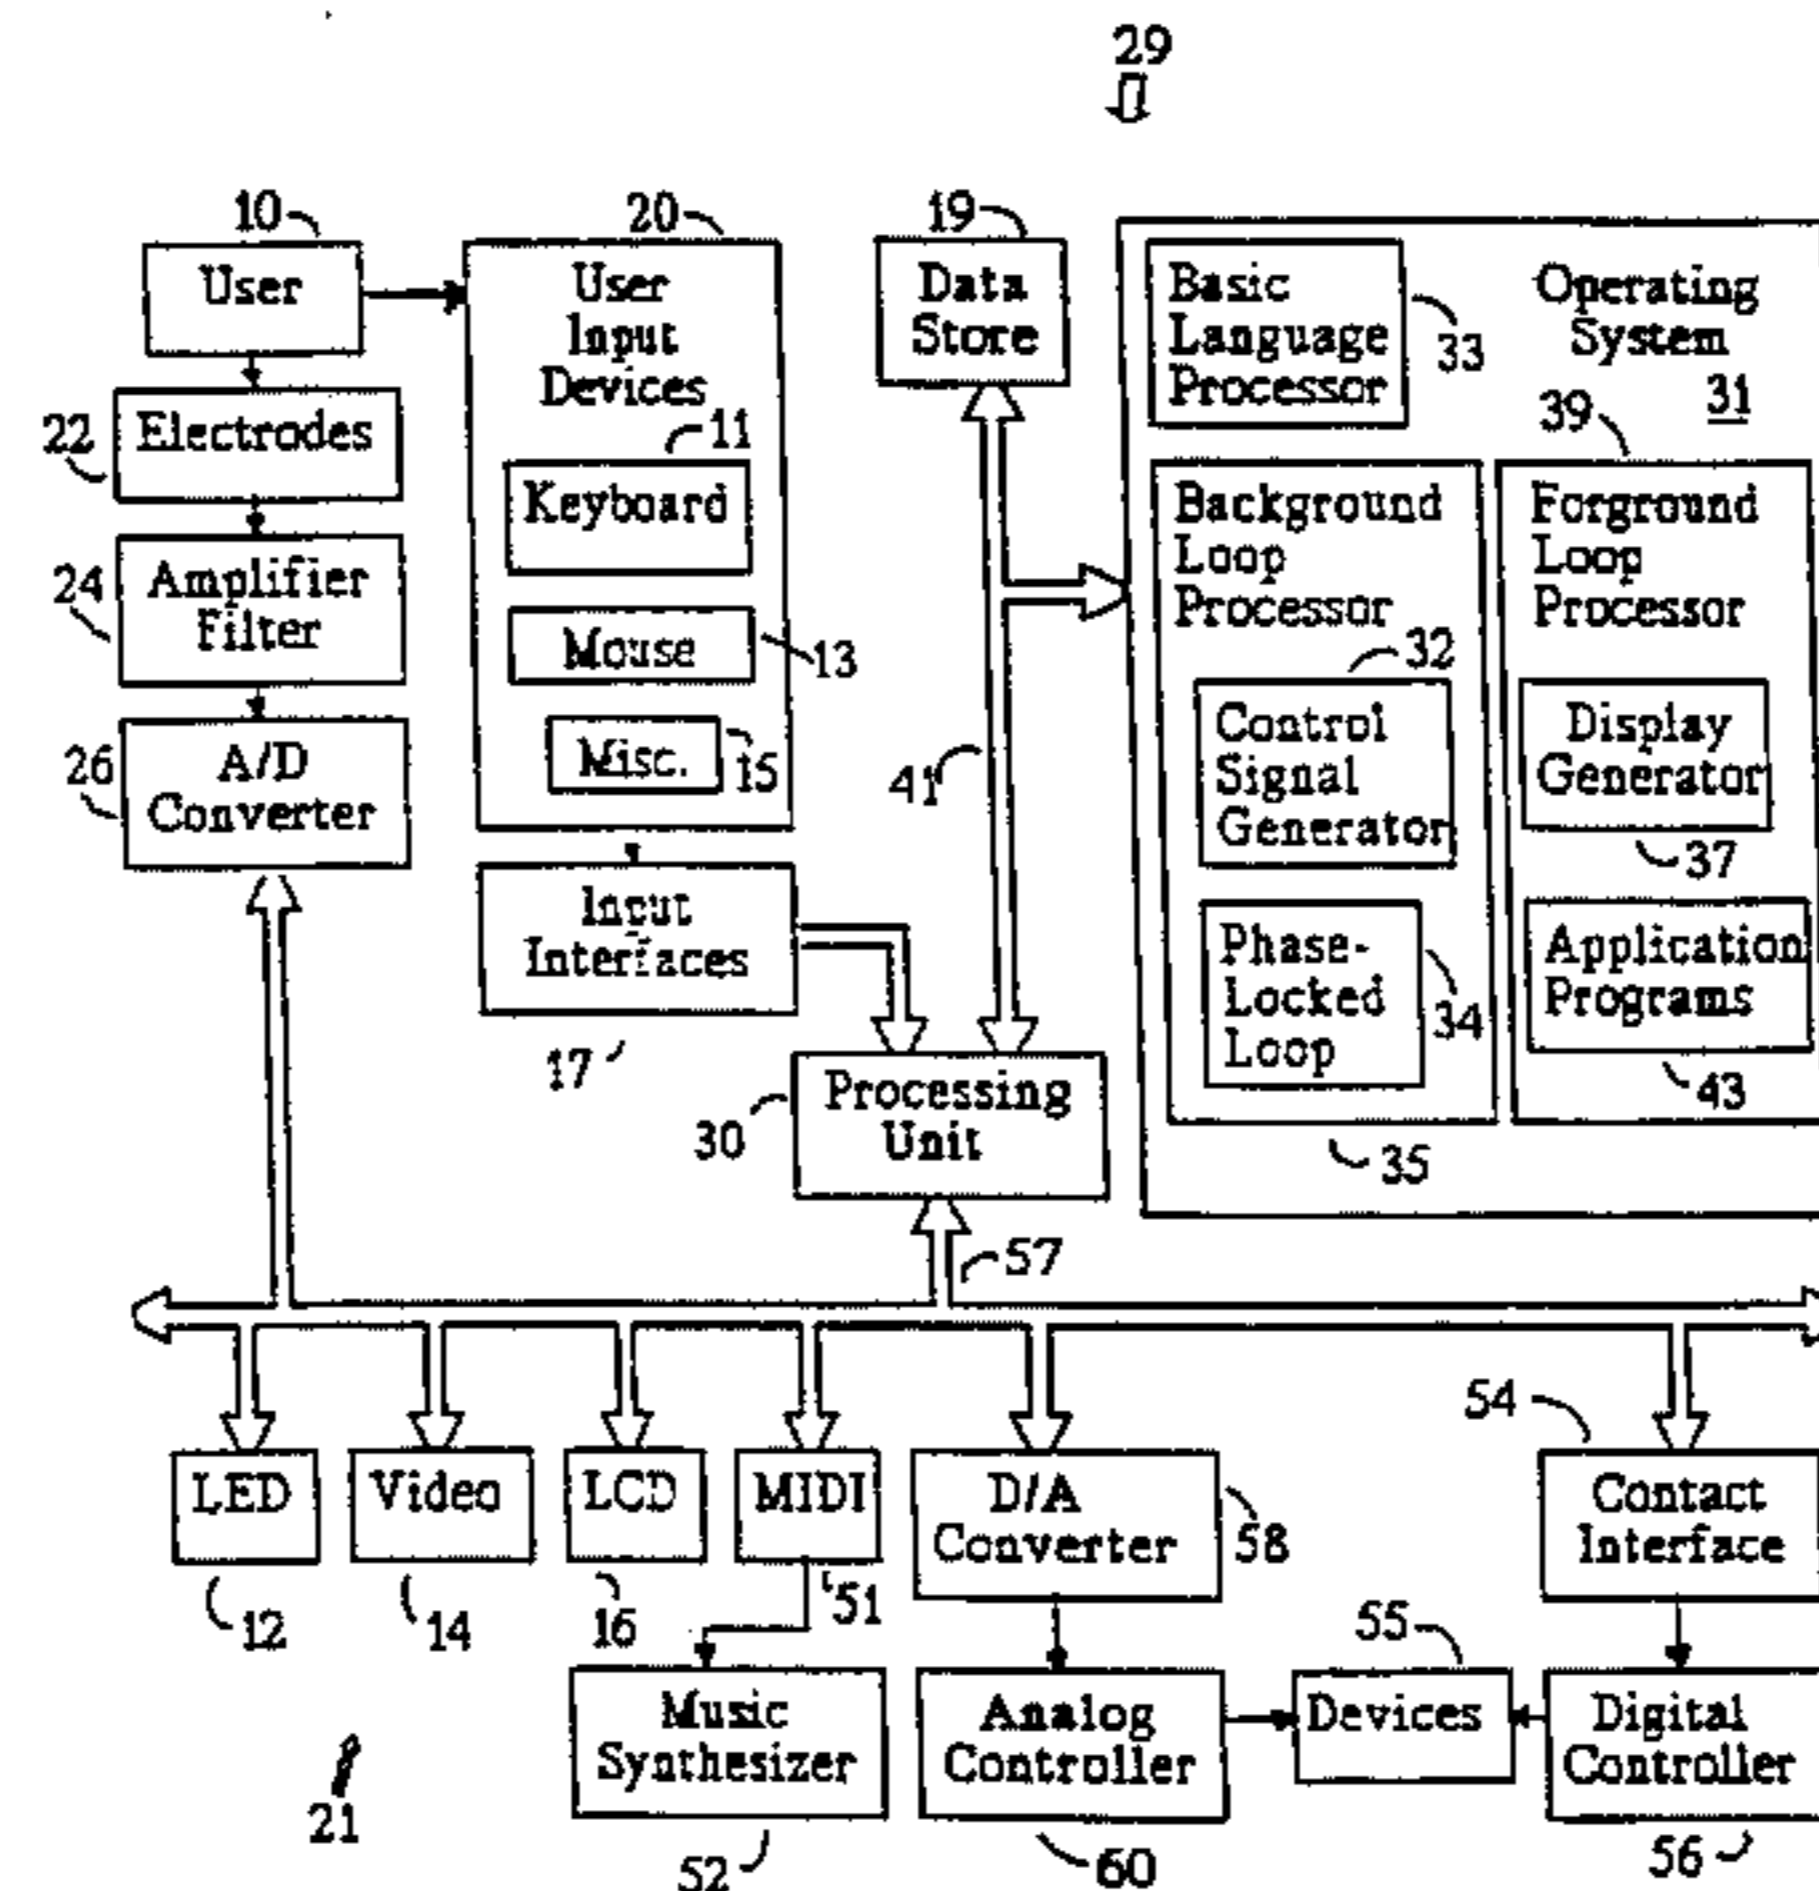 29
10
20
19
User
User
Input
Devices
Data
Store
Basic
Language
Processor
33
Operating
System
31
39
22
Electrodes
11
Keyboard
Background
Loop
Processor
Forground
Loop
Processor
24
Amplifier
Filter
Mouse
13
32
26
A/D
Converter
Misc.
15
41
Control
Signal
Generator
Display
Generator
37
Input
Interfaces
17
Phase-
Locked
Loop
34
Application
Programs
43
30
Processing
Unit
35
57
54
LED
Video
LCD
MIDI
D/A
Converter
58
Contact
Interface
12
14
16
51
55
Music
Synthesizer
Analog
Controller
Devices
Digital
Controller
21
52
60
56